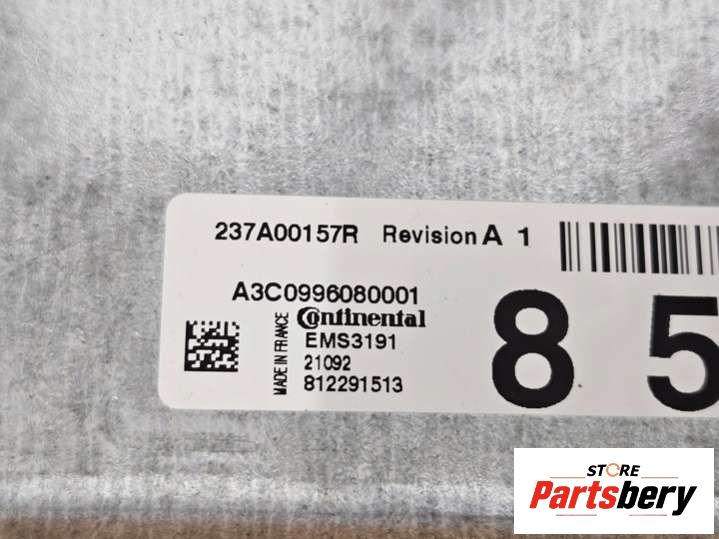 237A00157R Revision A 1
A3C0996080001
Continental
MADE IN FRANCE
EMS3191
21092
812291513
8 5
STORE
Partsbery